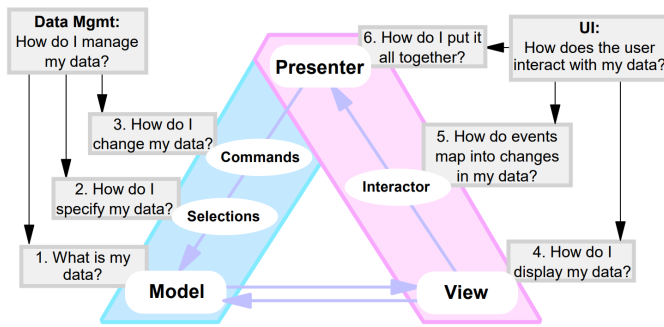 Data Mgmt:
How do I manage
my data?
6. How do I put it
all together?
UI:
How does the user
interact with my data?
Presenter
3. How do I
change my data?
Commands
5. How do events
map into changes
in my data?
2. How do I
specify my data?
Interactor
Selections
1. What is my
data?
4. How do I
display my data?
Model
View